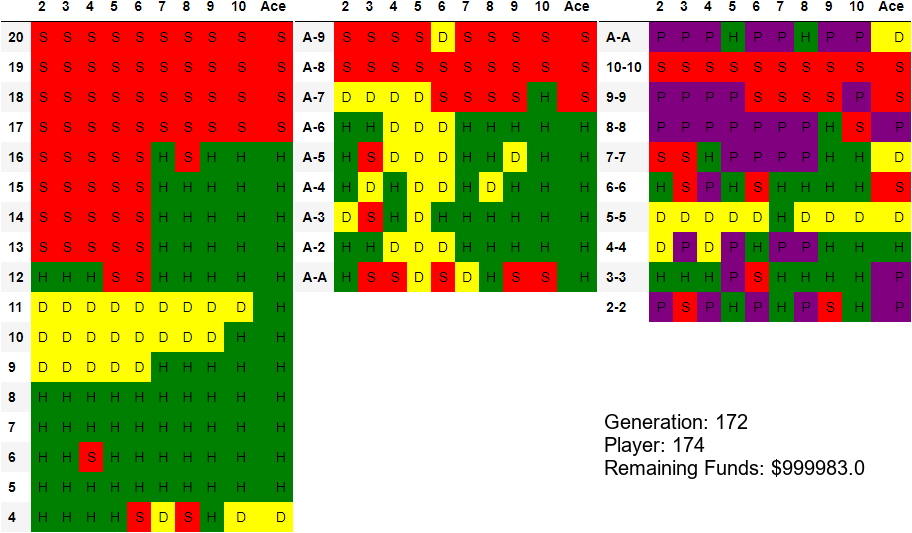 2 3 4 5 6 7 8 9 10 Ace
20 S S S S S S S S S S
19 S S S S S S S S S S
18 S S S S S S S S S S
17 S S S S S S S S S S
16 S S S S S H S H H H
15 S S S S S H H H H H
14 S S S S S H H H H H
13 S S S S S H H H H H
12 H H H S S H H H H H
11 D D D D D D D D D H
10 D D D D D D D D H H
9 D D D D D H H H H H
8 H H H H H H H H H H
7 H H H H H H H H H H
6 H H S H H H H H H H
5 H H H H H H H H H H
4 H H H H S D S H D D
2 3 4 5 6 7 8 9 10 Ace
A-9 S S S S D S S S S S
A-8 S S S S S S S S S S
A-7 D D D D S S S S H S
A-6 H H D D D H H H H H
A-5 H S D D D H H D H H
A-4 H D H D D H D H H H
A-3 D S H D H H H H H H
A-2 H H D D D H H H H H
A-A H S S D S D H S S H
2 3 4 5 6 7 8 9 10 Ace
A-A P P P H P P H P P D
10-10 S S S S S S S S S S
9-9 P P P P S S S S P S
8-8 P P P P P P P H S P
7-7 S S H P P P P H H D
6-6 H S P H S H H H H S
5-5 D D D D D H D D D D
4-4 D P D P H P P H H H
3-3 H H H P S H H H H P
2-2 P S P H P H P S H P
Generation: 172
Player: 174
Remaining Funds: $999983.0